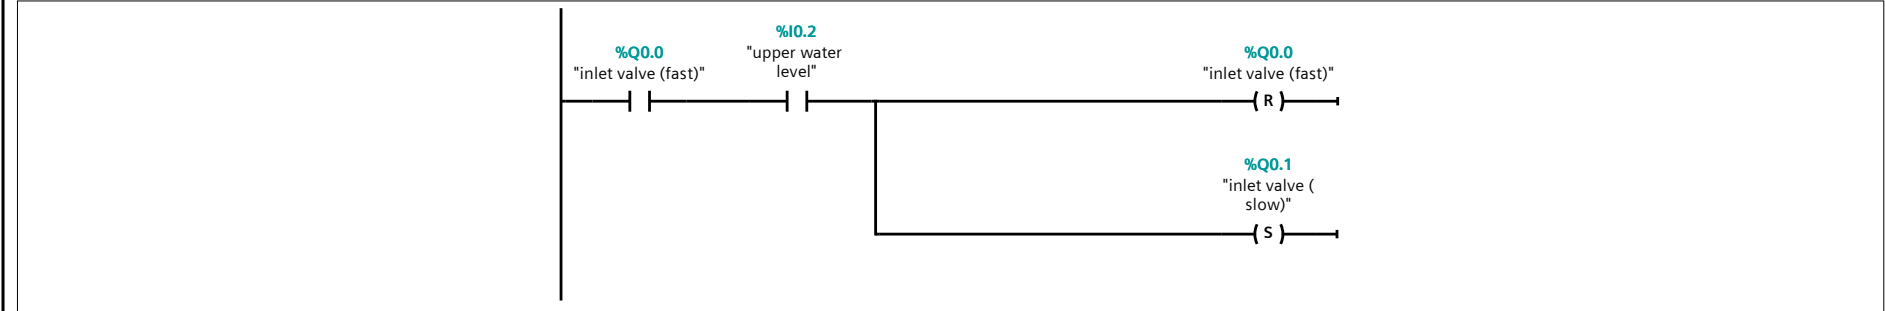 %Q0.0
"inlet valve (fast)"
%I0.2
"upper water
level"
%Q0.0
"inlet valve (fast)"
R
%Q0.1
"inlet valve (
slow)"
S